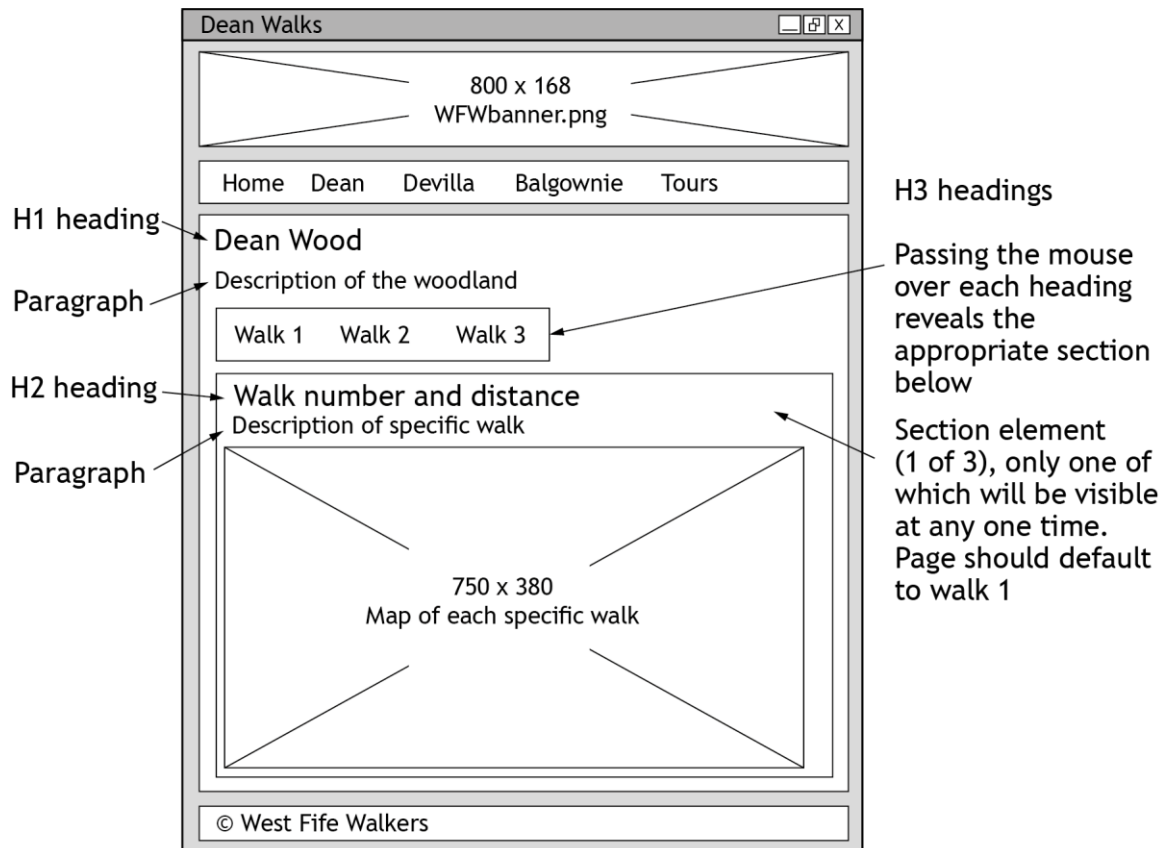 Dean Walks
800 x 168
WFWbanner.png
Home Dean Devilla Balgownie Tours
H1 heading
Dean Wood
Paragraph
Description of the woodland
Walk 1 Walk 2 Walk 3
H2 heading
Walk number and distance
Paragraph
Description of specific walk
750 x 380
Map of each specific walk
© West Fife Walkers
H3 headings
Passing the mouse
over each heading
reveals the
appropriate section
below
Section element
(1 of 3), only one of
which will be visible
at any one time.
Page should default
to walk 1